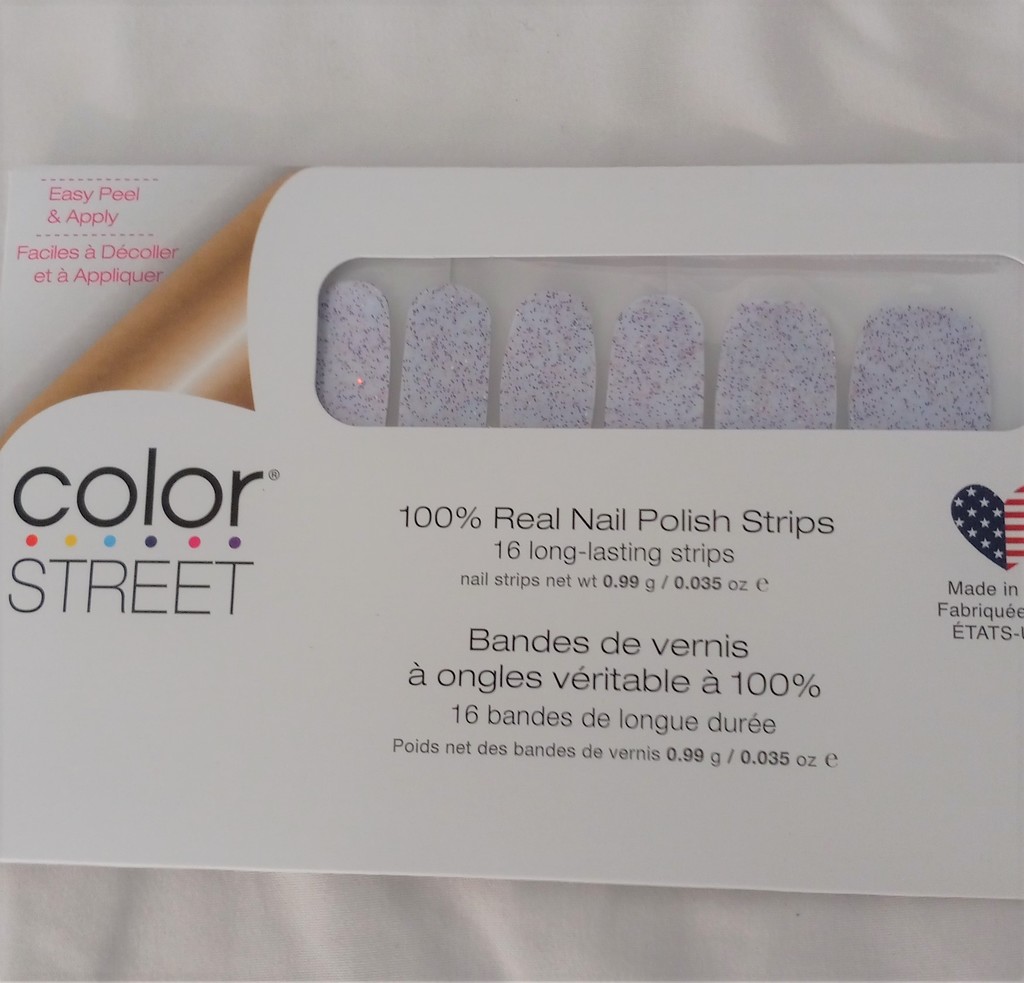 Easy Peel
& Apply
Faciles à Décoller
et à Appliquer
color®
STREET
100% Real Nail Polish Strips
16 long-lasting strips
nail strips net wt 0.99 g / 0.035 oz ℮
Bandes de vernis
à ongles véritable à 100%
16 bandes de longue durée
Poids net des bandes de vernis 0.99 g / 0.035 oz ℮
Made in
Fabriquée
ÉTATS-U